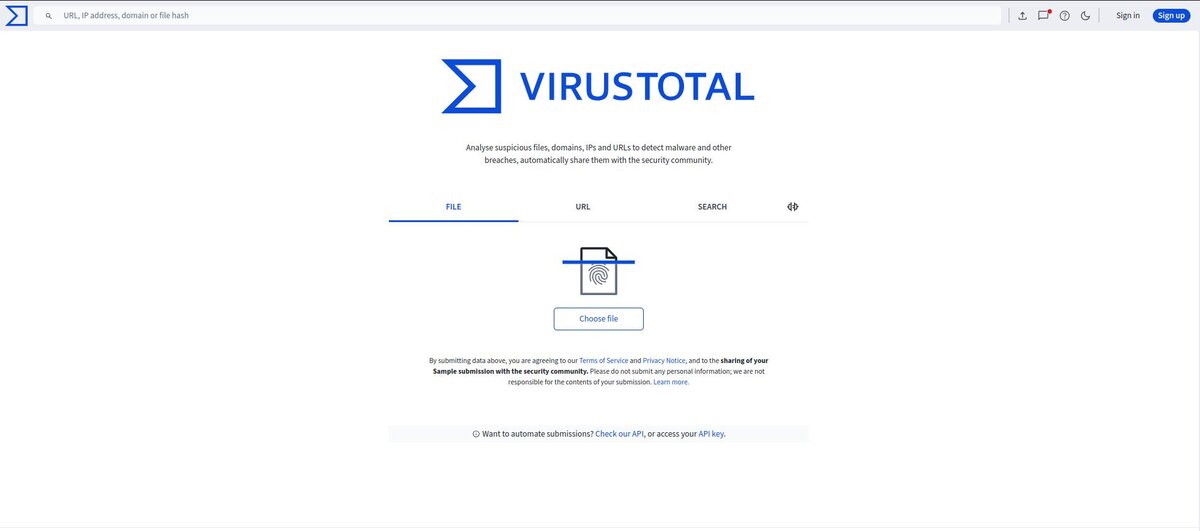 URL, IP address, domain or file hash
Sign in
Sign up
VIRUSTOTAL
Analyse suspicious files, domains, IPs and URLs to detect malware and other
breaches, automatically share them with the security community.
FILE
URL
SEARCH
Choose file
By submitting data above, you are agreeing to our Terms of Service and Privacy Notice, and to the sharing of your
Sample submission with the security community. Please do not submit any personal information; we are not
responsible for the contents of your submission. Learn more.
Want to automate submissions? Check our API, or access your API key.